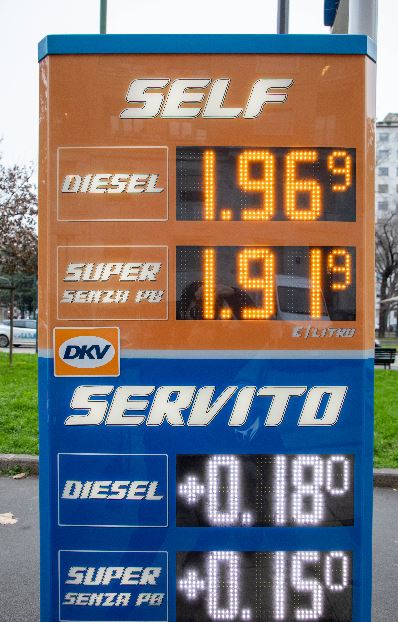 SELF
DIESEL 1.96⁹
SUPER
SENZA PB 1.91⁹
€/LITRO
DKV
SERVITO
DIESEL +0.18⁰
SUPER
SENZA PB +0.15⁰